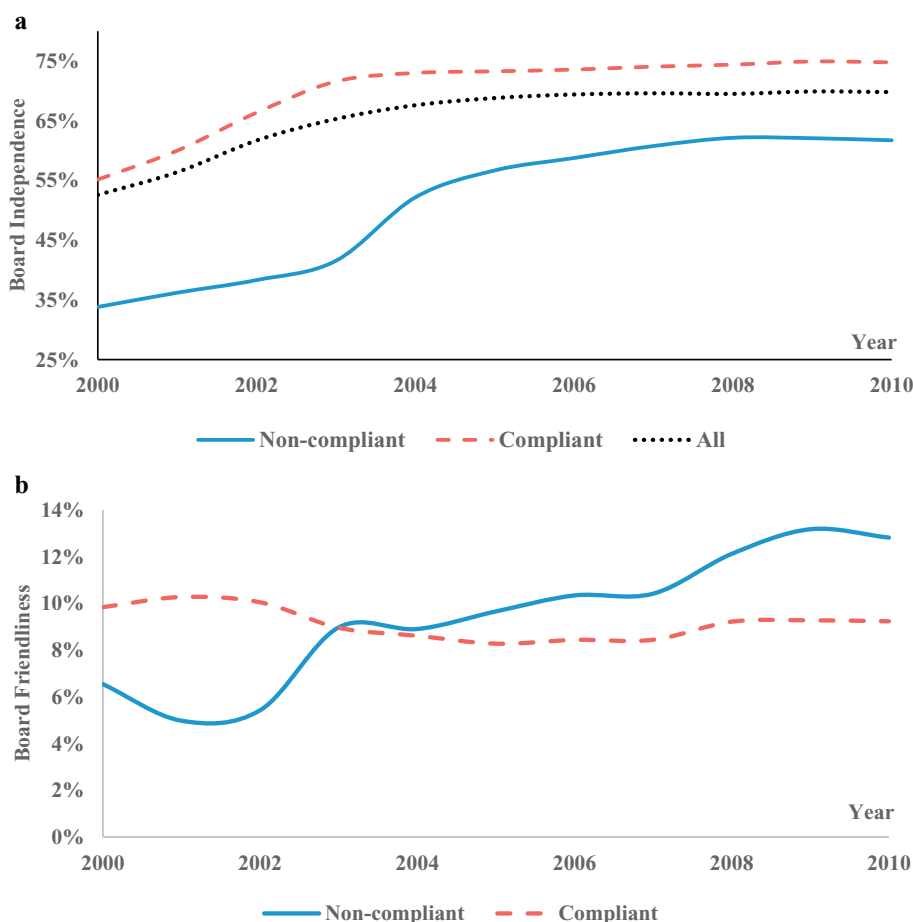 a
75%
65%
55%
45%
35%
25%
Board Independence
Year
2000 2002 2004 2006 2008 2010
Non-compliant Compliant All
b
14%
12%
10%
8%
6%
4%
2%
0%
Board Friendliness
Year
2000 2002 2004 2006 2008 2010
Non-compliant Compliant